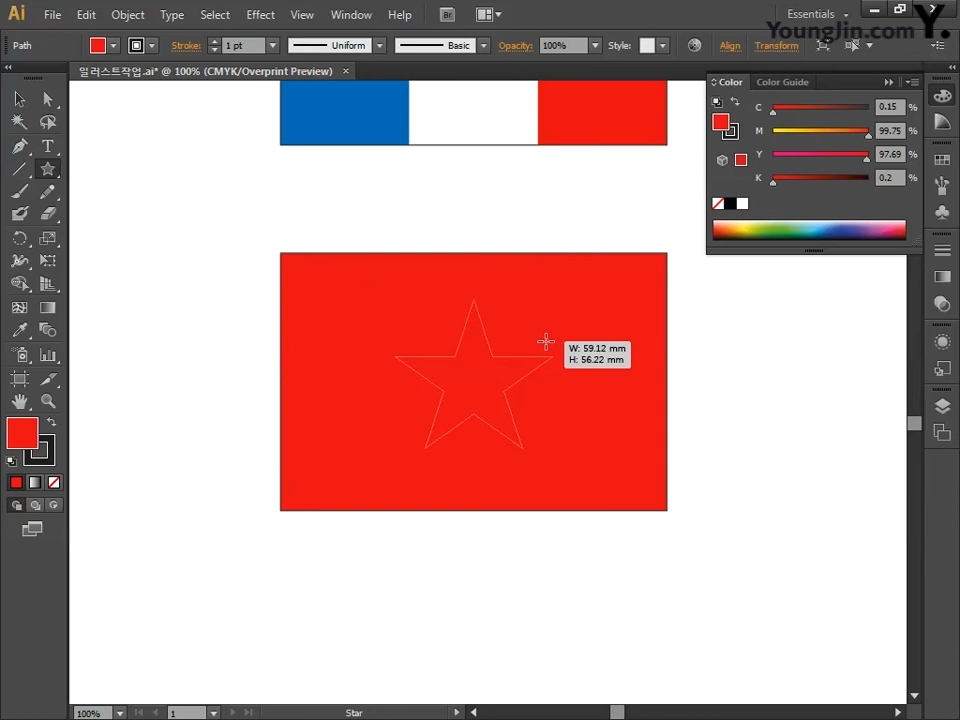 Ai File Edit Object Type Select Effect View Window Help Br Essentials
YoungJin.com Y.
Path Stroke: 1 pt Uniform Basic Opacity: 100% Style: Align Transform
일러스트작업.ai* @ 100% (CMYK/Overprint Preview) ×
Color Color Guide
C 0.15 %
M 99.75 %
Y 97.69 %
K 0.2 %
T
W: 59.12 mm
H: 56.22 mm
100% 1 Star